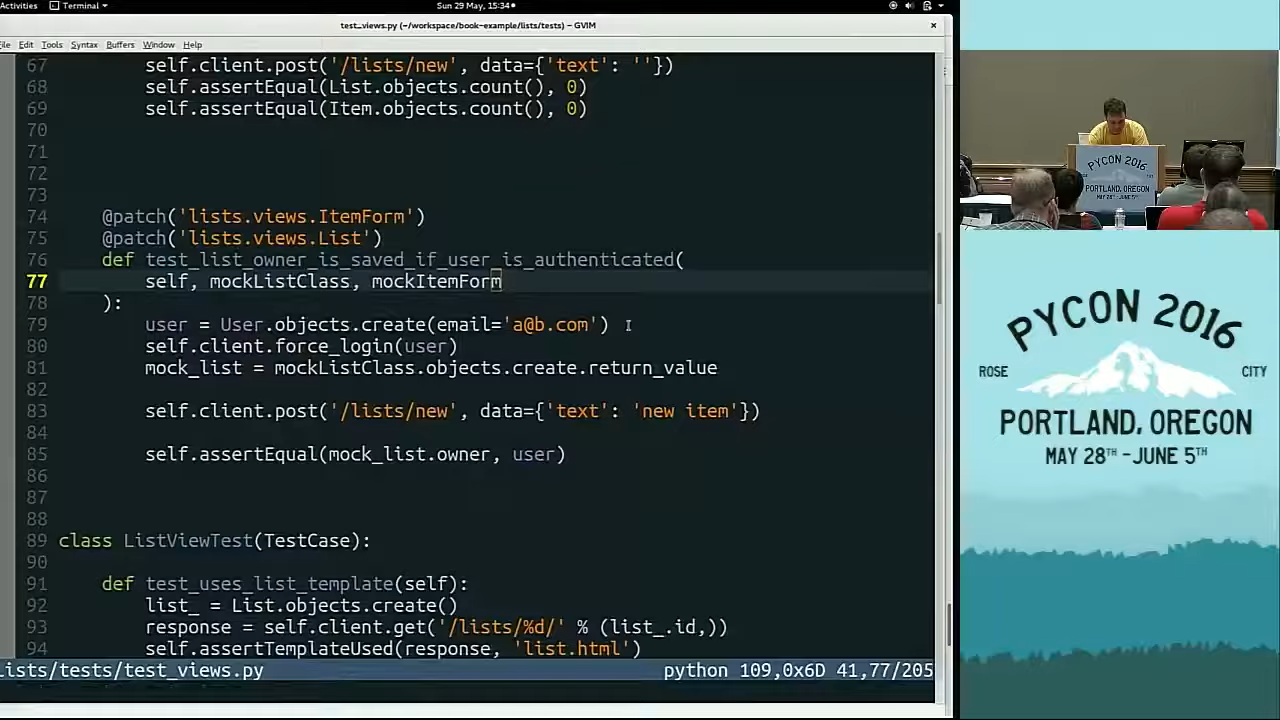 Activities Terminal Sun 29 May, 15:34
test_views.py (~/workspace/book-example/lists/tests) – GVIM
File Edit Tools Syntax Buffers Window Help
67 self.client.post('/lists/new', data={'text': ''})
68 self.assertEqual(List.objects.count(), 0)
69 self.assertEqual(Item.objects.count(), 0)
70
71
72
73
74 @patch('lists.views.ItemForm')
75 @patch('lists.views.List')
76 def test_list_owner_is_saved_if_user_is_authenticated(
77 self, mockListClass, mockItemForm
78 ):
79 user = User.objects.create(email='a@b.com')
80 self.client.force_login(user)
81 mock_list = mockListClass.objects.create.return_value
82
83 self.client.post('/lists/new', data={'text': 'new item'})
84
85 self.assertEqual(mock_list.owner, user)
86
87
88
89 class ListViewTest(TestCase):
90
91 def test_uses_list_template(self):
92 list_ = List.objects.create()
93 response = self.client.get('/lists/%d/' % (list_.id,))
94 self.assertTemplateUsed(response, 'list.html')
lists/tests/test_views.py python 109,0x6D 41,77/205
PYCON 2016
PORTLAND, OREGON
MAY 28TH - JUNE 5TH
PYCON 2016
ROSE CITY
PORTLAND, OREGON
MAY 28TH - JUNE 5TH